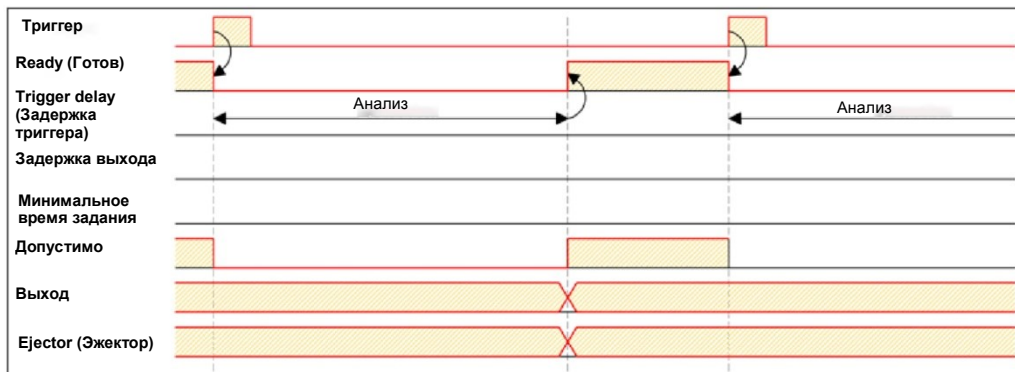 Триггер
Ready (Готов)
Trigger delay
(Задержка
триггера)
Анализ
Анализ
Задержка выхода
Минимальное
время задания
Допустимо
Выход
Ejector (Эжектор)